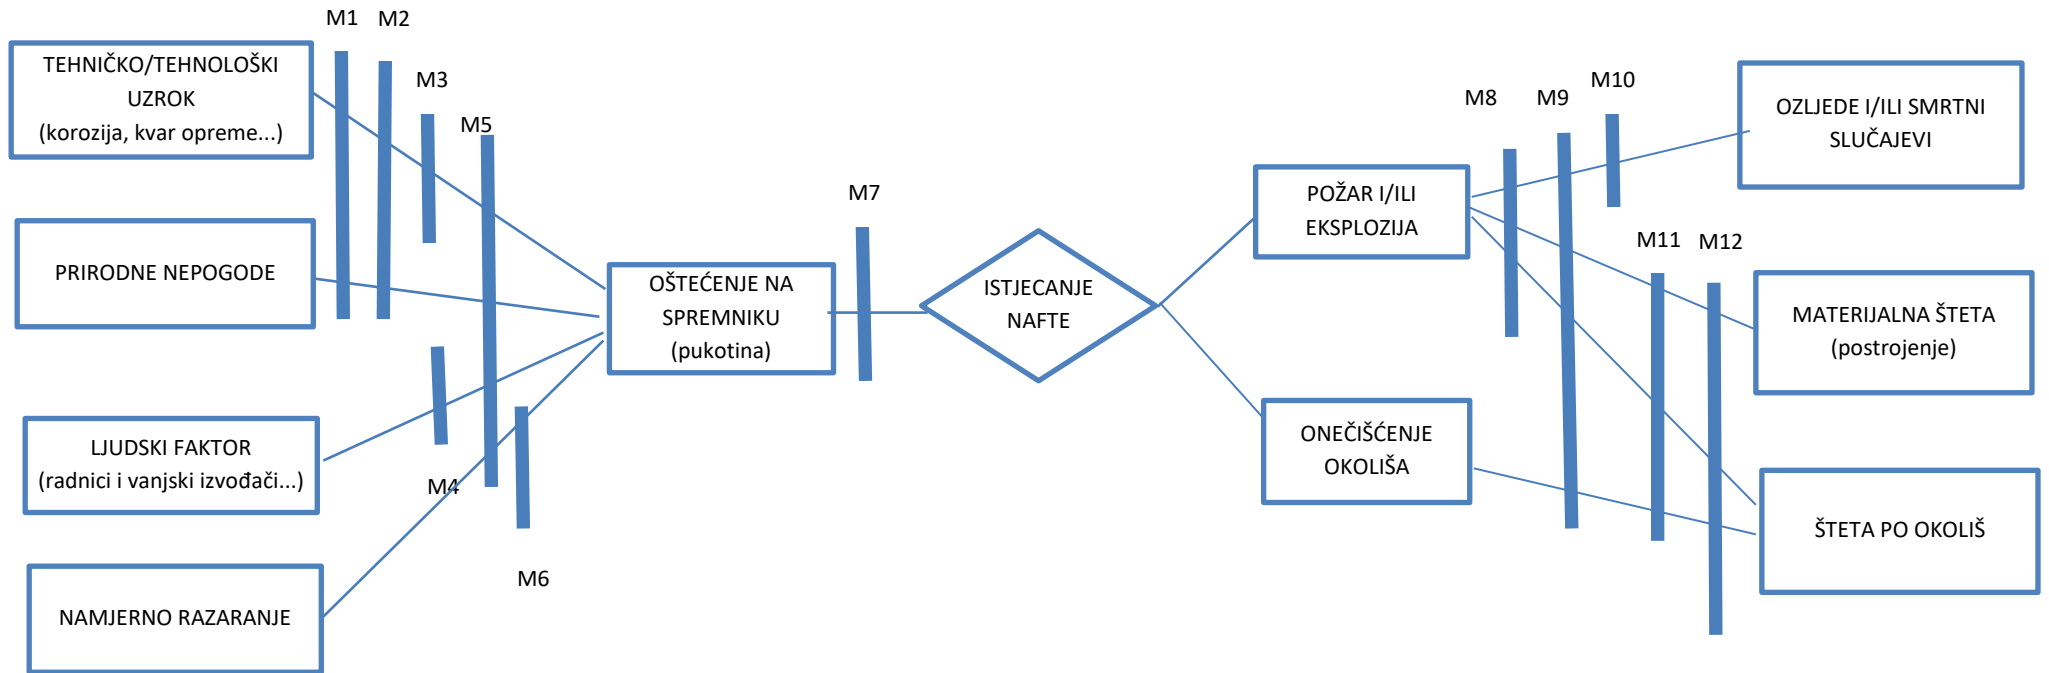 M1
M2
M3
M5
TEHNIČKO/TEHNOLOŠKI
UZROK
(korozija, kvar opreme...)
PRIRODNE NEPOGODE
LJUDSKI FAKTOR
(radnici i vanjski izvođači...)
M4
NAMJERNO RAZARANJE
M6
OŠTEĆENJE NA
SPREMNIKU
(pukotina)
M7
ISTJECANJE
NAFTE
POŽAR I/ILI
EKSPLOZIJA
ONEČIŠĆENJE
OKOLIŠA
M8
M9
M10
M11
M12
OZLJEDE I/ILI SMRTNI
SLUČAJEVI
MATERIJALNA ŠTETA
(postrojenje)
ŠTETA PO OKOLIŠ